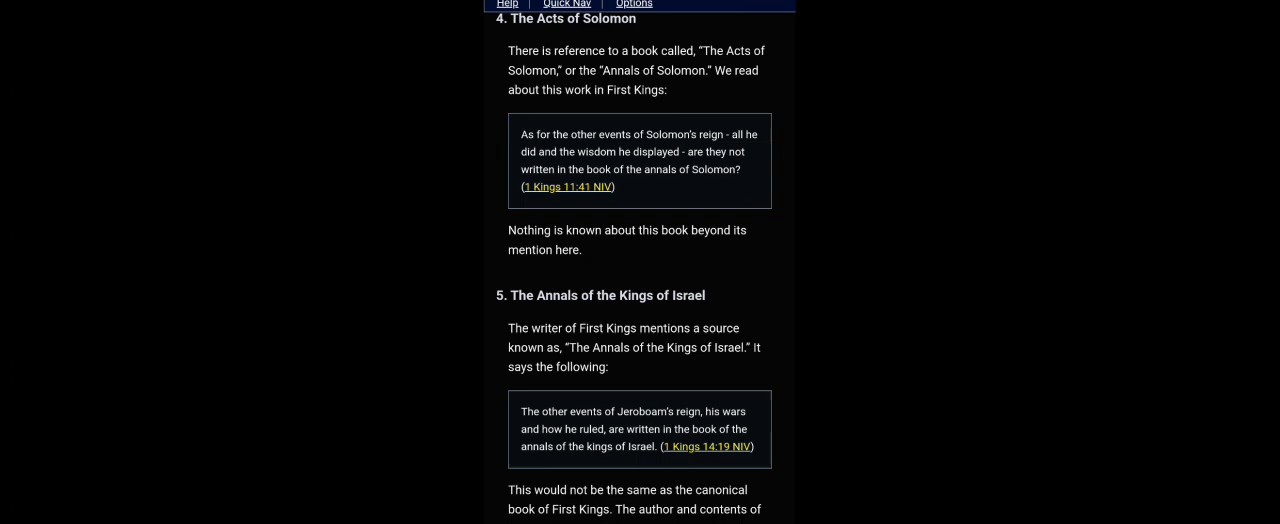 Help | Quick Nav | Options
4. The Acts of Solomon
There is reference to a book called, “The Acts of
Solomon,” or the “Annals of Solomon.” We read
about this work in First Kings:
As for the other events of Solomon’s reign - all he
did and the wisdom he displayed - are they not
written in the book of the annals of Solomon?
(1 Kings 11:41 NIV)
Nothing is known about this book beyond its
mention here.
5. The Annals of the Kings of Israel
The writer of First Kings mentions a source
known as, “The Annals of the Kings of Israel.” It
says the following:
The other events of Jeroboam’s reign, his wars
and how he ruled, are written in the book of the
annals of the kings of Israel. (1 Kings 14:19 NIV)
This would not be the same as the canonical
book of First Kings. The author and contents of